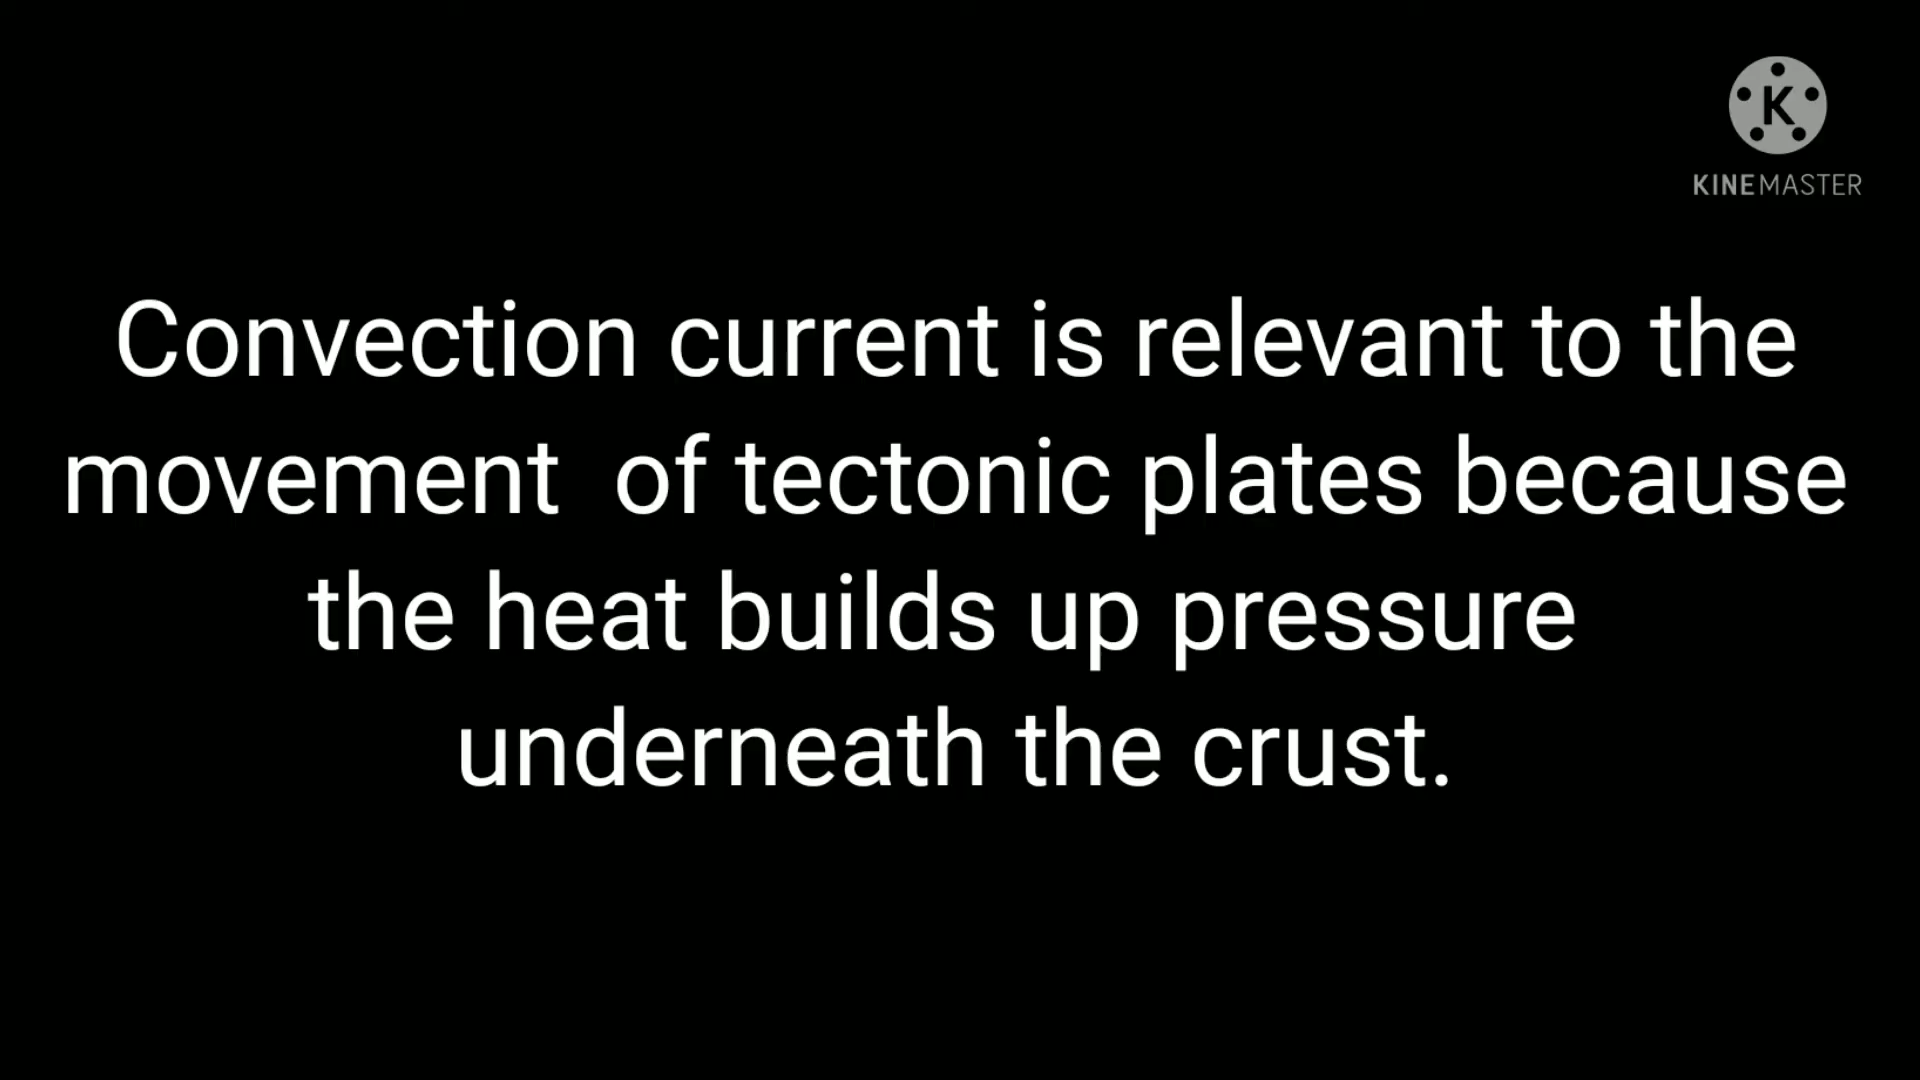 K
KINEMASTER
Convection current is relevant to the
movement  of tectonic plates because
the heat builds up pressure
underneath the crust.